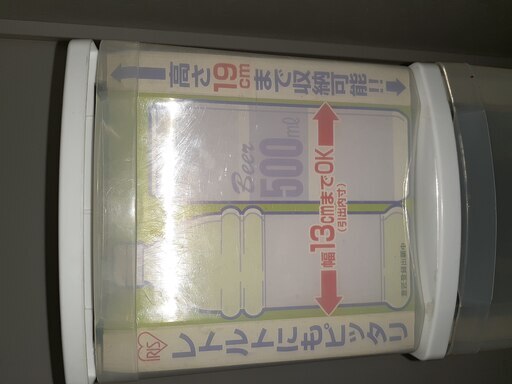 高さ19cmまで収納可能!!
Beer
500ml
幅13cmまでOK
(引出内寸)
レトルトにもピッタリ
IRIS